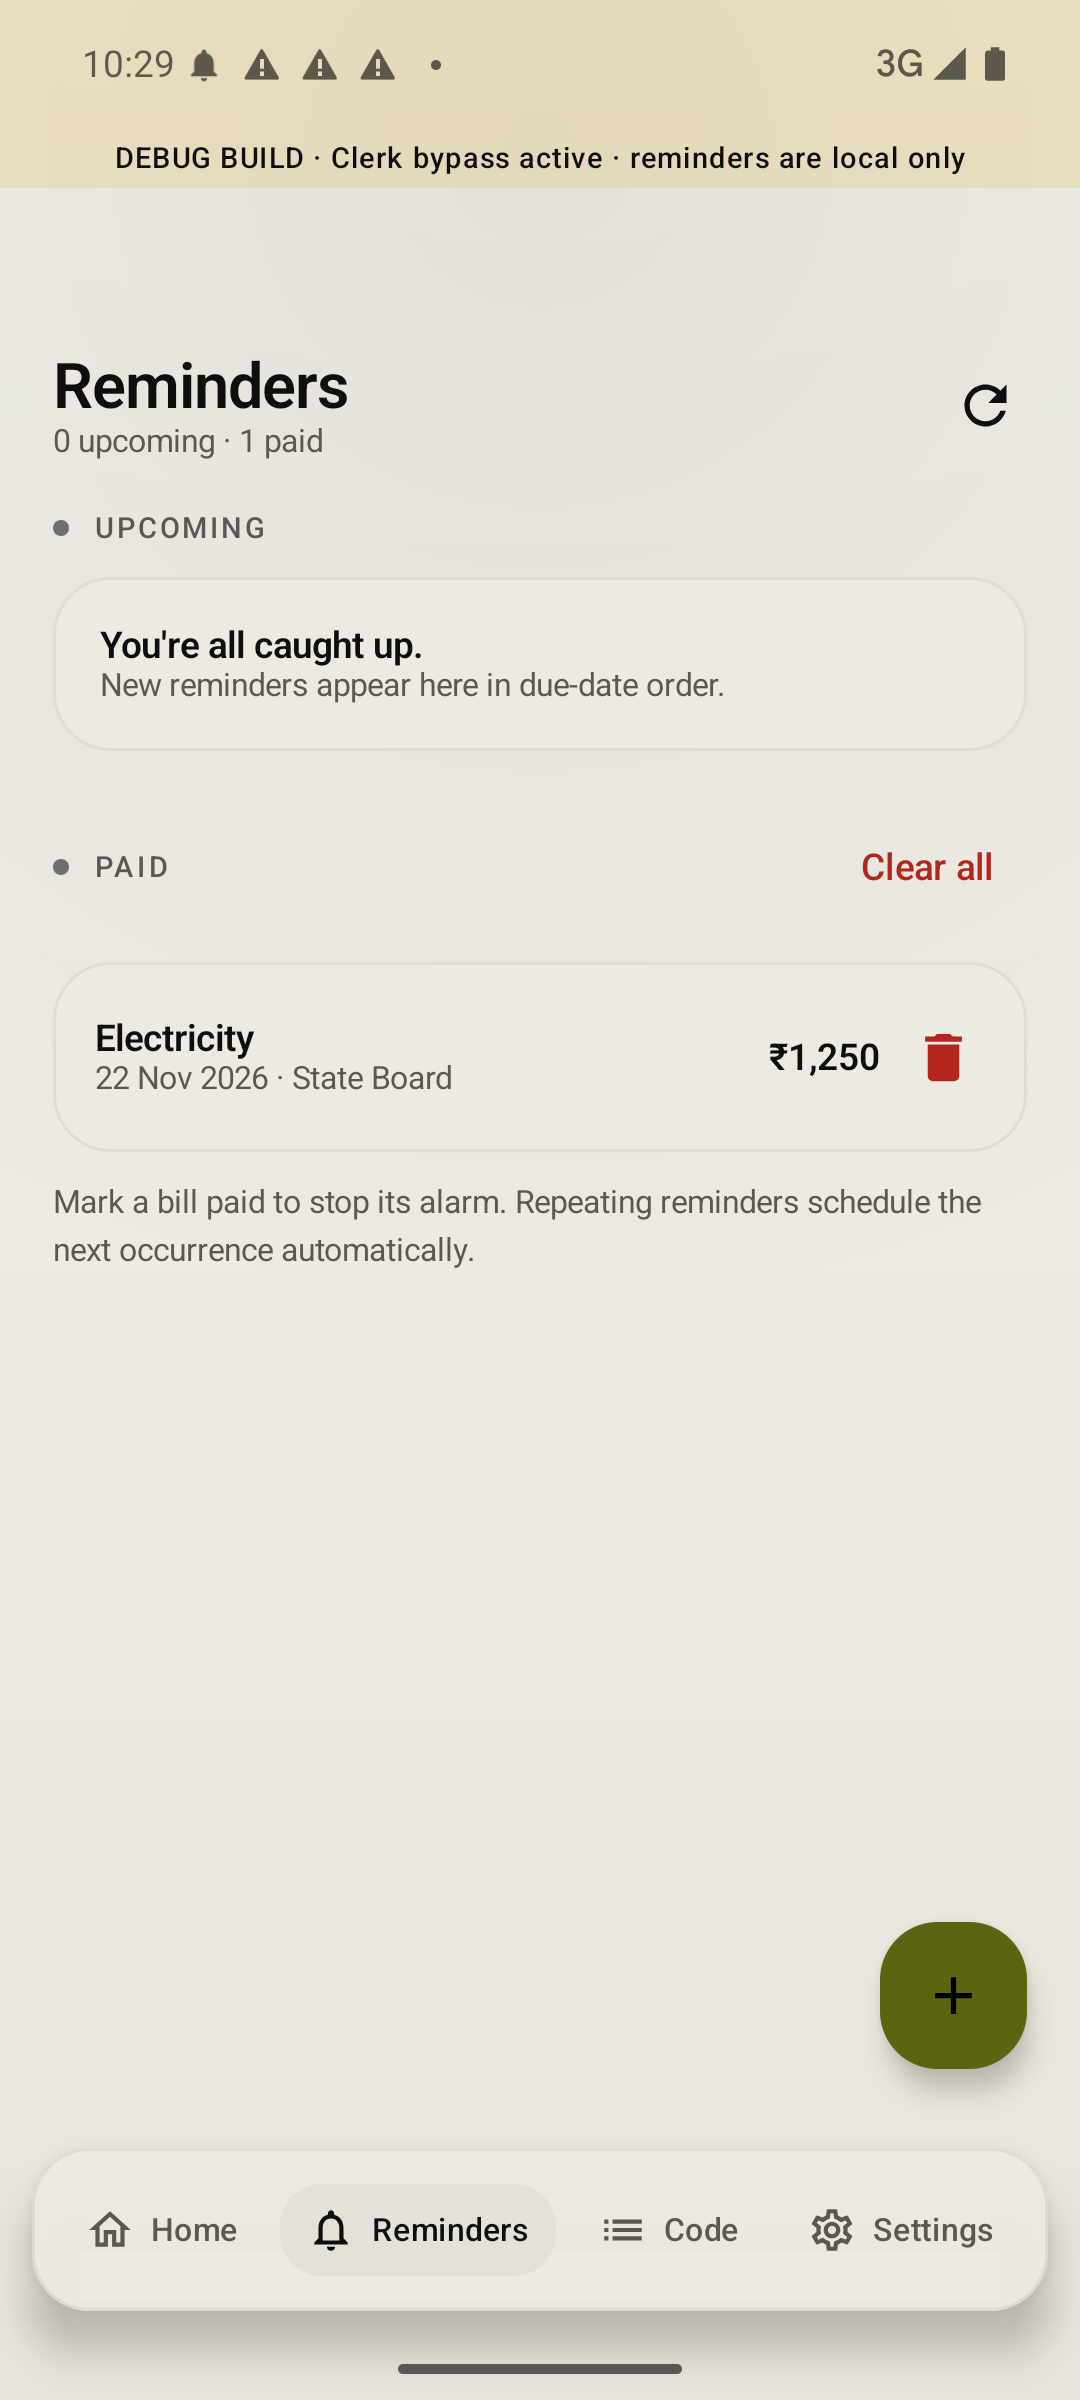 10:29
3G
DEBUG BUILD · Clerk bypass active · reminders are local only
Reminders
0 upcoming · 1 paid
UPCOMING
You're all caught up.
New reminders appear here in due-date order.
PAID
Clear all
Electricity
22 Nov 2026 · State Board
₹1,250
Mark a bill paid to stop its alarm. Repeating reminders schedule the
next occurrence automatically.
Home
Reminders
Code
Settings